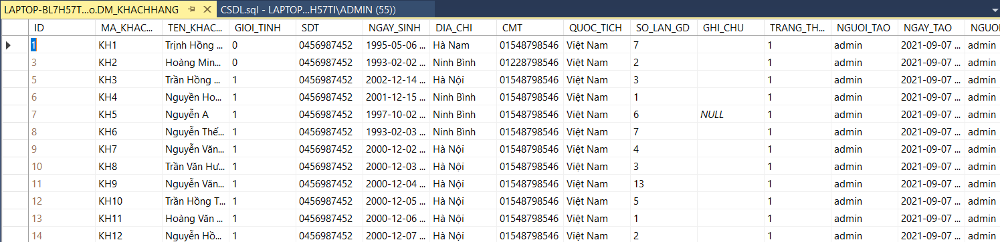 LAPTOP-BL7H57T...o.DM_KHACHHANG CSDL.sql - LAPTOP...H57TI\ADMIN (55))
ID MA_KHAC... TEN_KHAC... GIOI_TINH SDT NGAY_SINH DIA_CHI CMT QUOC_TICH SO_LAN_GD GHI_CHU TRANG_TH... NGUOI_TAO NGAY_TAO NGUOI
1 KH1 Trịnh Hồng ... 0 0456987452 1995-05-06 ... Hà Nam 01548798546 Việt Nam 7 1 admin 2021-09-07 ... admin
3 KH2 Hoàng Min... 0 0456987452 1993-02-02 ... Ninh Bình 01228798546 Việt Nam 2 1 admin 2021-09-07 ... admin
5 KH3 Trần Hồng ... 1 0456987452 2002-12-14 ... Hà Nội 01548798546 Việt Nam 3 1 admin 2021-09-07 ... admin
6 KH4 Nguyền Ho... 1 0456987452 2001-12-15 ... Ninh Bình 01548798546 Việt Nam 1 1 admin 2021-09-07 ... admin
7 KH5 Nguyễn A 1 0456987452 1997-10-02 ... Ninh Bình 01548798546 Việt Nam 6 NULL 1 admin 2021-09-07 ... admin
8 KH6 Nguyễn Thế... 1 0456987452 1993-02-03 ... Ninh Bình 01548798546 Việt Nam 7 1 admin 2021-09-07 ... admin
9 KH7 Nguyễn Văn... 1 0456987452 2000-12-02 ... Hà Nội 01548798546 Việt Nam 4 1 admin 2021-09-07 ... admin
10 KH8 Trần Văn Hư... 1 0456987452 2000-12-03 ... Hà Nội 01548798546 Việt Nam 3 1 admin 2021-09-07 ... admin
11 KH9 Nguyễn Văn... 1 0456987452 2000-12-04 ... Hà Nội 01548798546 Việt Nam 13 1 admin 2021-09-07 ... admin
12 KH10 Trần Hồng T... 1 0456987452 2000-12-05 ... Hà Nội 01548798546 Việt Nam 5 1 admin 2021-09-07 ... admin
13 KH11 Hoàng Văn ... 1 0456987452 2000-12-06 ... Hà Nội 01548798546 Việt Nam 1 1 admin 2021-09-07 ... admin
14 KH12 Nguyễn Hồ... 1 0456987452 2000-12-07 ... Hà Nội 01548798546 Việt Nam 2 1 admin 2021-09-07 ... admin